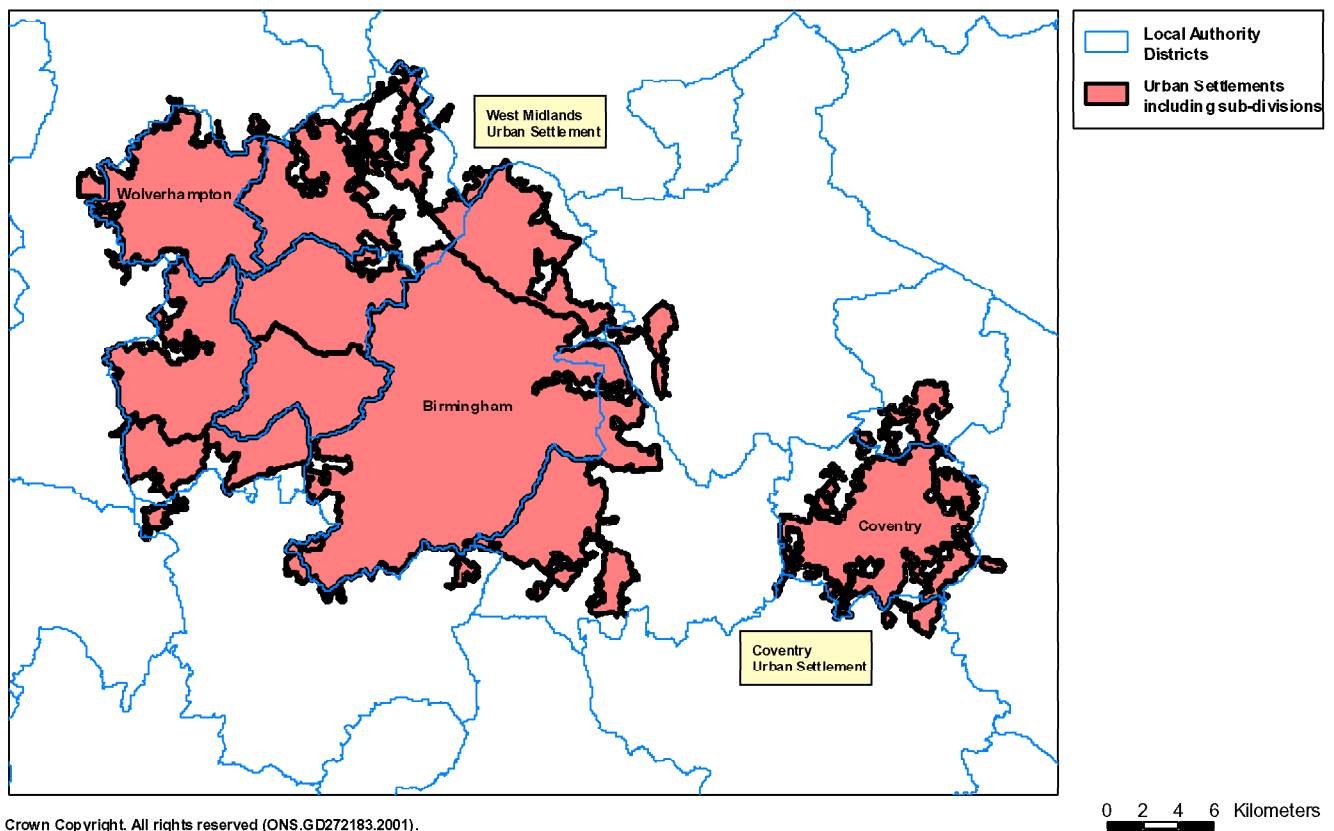 Local Authority
Districts
Urban Settlements
including sub-divisions
West Midlands
Urban Settlement
Wolverhampton
Birmingham
Coventry
Coventry
Urban Settlement
0 2 4 6 Kilometers
Crown Copyright. All rights reserved (ONS.GD272183.2001).